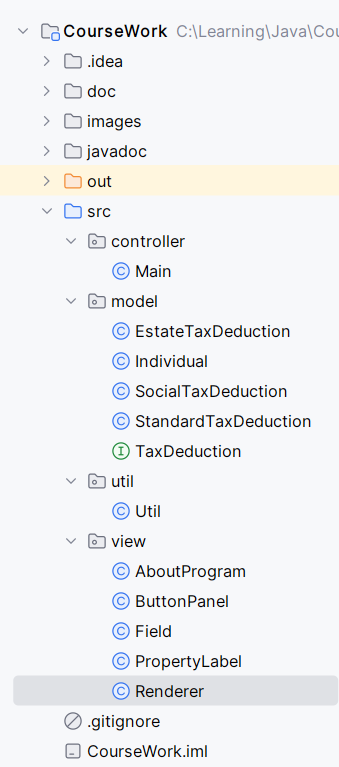 CourseWork C:\Learning\Java\Cou
.idea
doc
images
javadoc
out
src
controller
Main
model
EstateTaxDeduction
Individual
SocialTaxDeduction
StandardTaxDeduction
TaxDeduction
util
Util
view
AboutProgram
ButtonPanel
Field
PropertyLabel
Renderer
.gitignore
CourseWork.iml